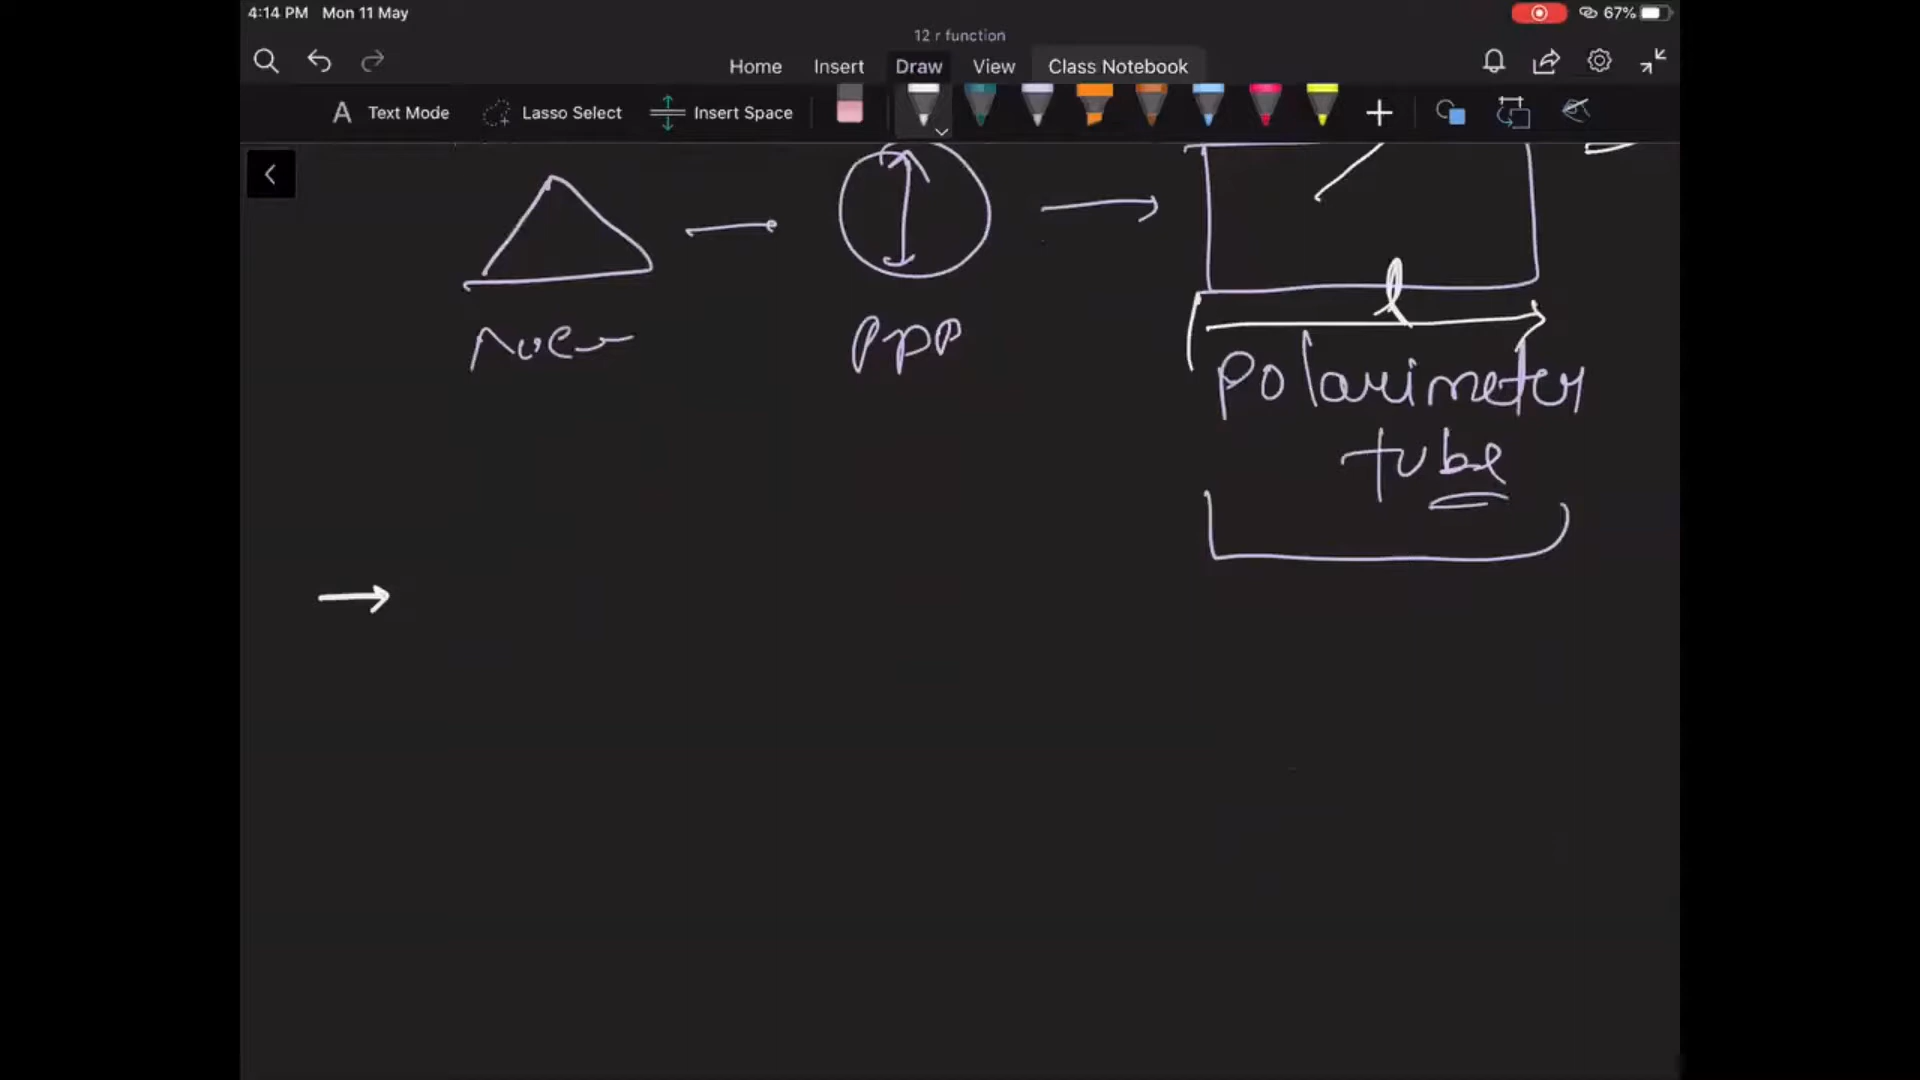 4:14 PM Mon 11 May
67%
12 r function
Home Insert Draw View Class Notebook
A Text Mode Lasso Select Insert Space
l
PPP
polarimeter
tube